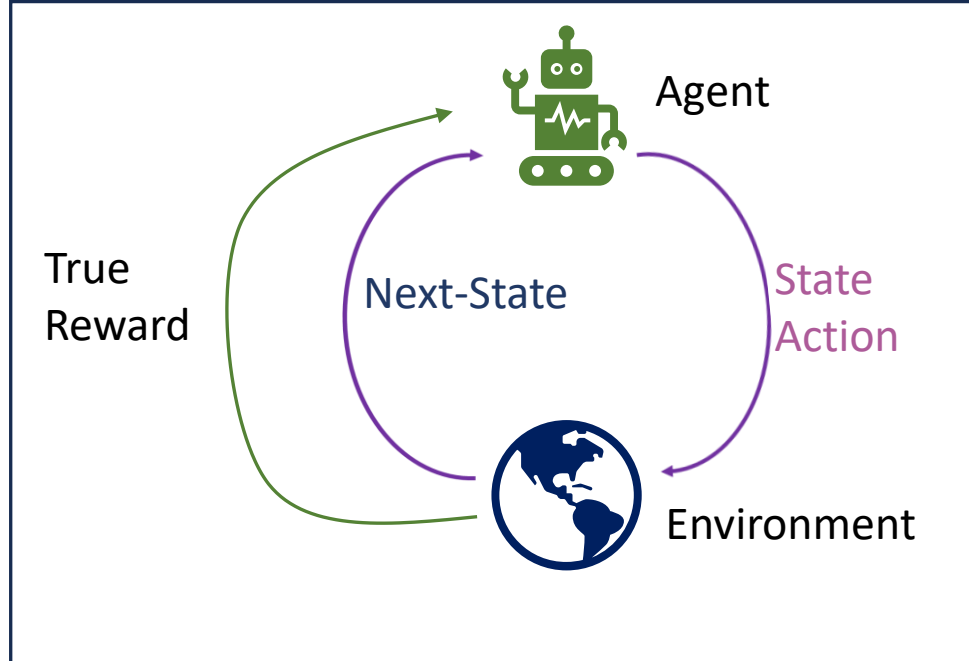 Agent
True
Reward
Next-State
State
Action
Environment